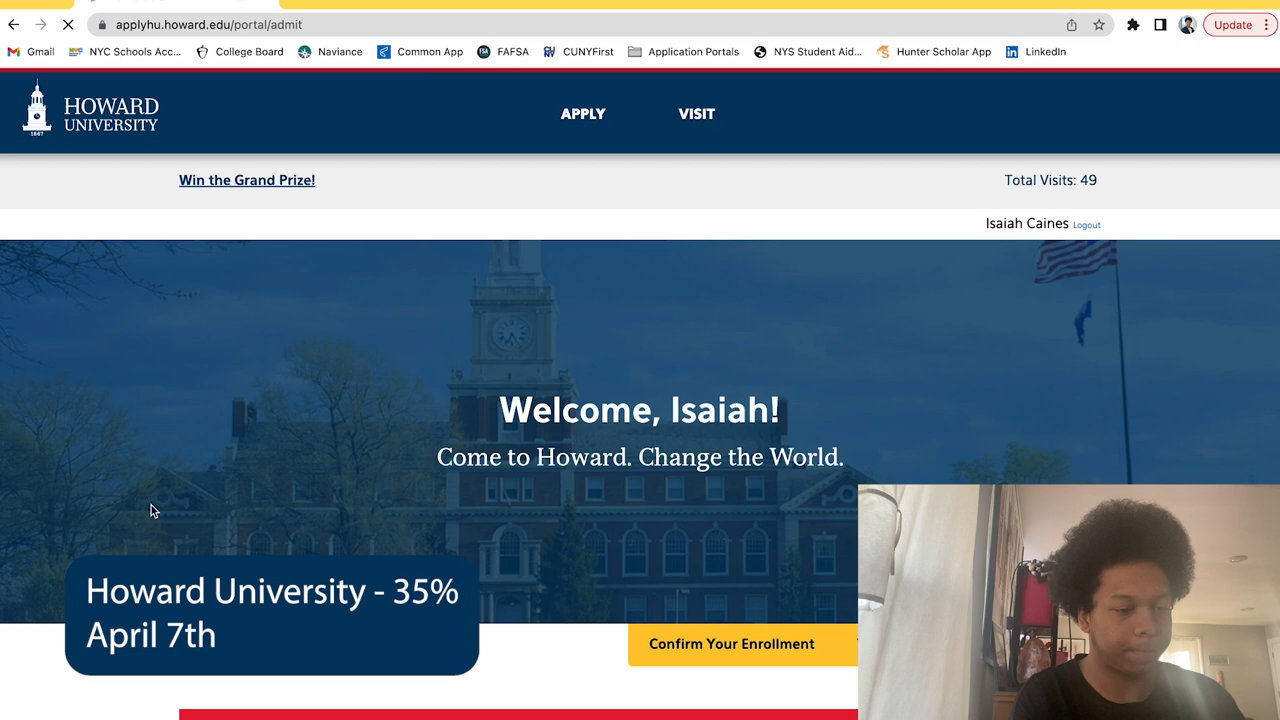 applyhu.howard.edu/portal/admit
Update
Gmail
NYC Schools Acc...
College Board
Naviance
Common App
FAFSA
CUNYFirst
Application Portals
NYS Student Aid...
Hunter Scholar App
LinkedIn
HOWARD
UNIVERSITY
1867
APPLY
VISIT
Win the Grand Prize!
Total Visits: 49
Isaiah Caines Logout
Welcome, Isaiah!
Come to Howard. Change the World.
Howard University - 35%
April 7th
Confirm Your Enrollment